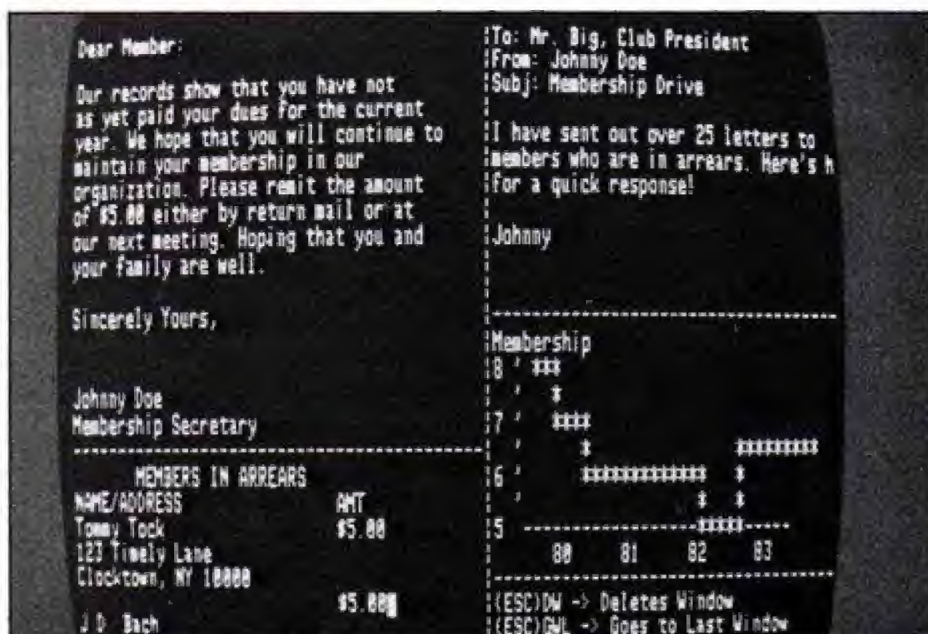 Dear Member:
Our records show that you have not
as yet paid your dues for the current
year. We hope that you will continue to
maintain your membership in our
organization. Please remit the amount
of $5.00 either by return mail or at
our next meeting. Hoping that you and
your family are well.
Sincerely Yours,
Johnny Doe
Membership Secretary
MEMBERS IN ARREARS
NAME/ADDRESS AMT
Tommy Tock $5.00
123 Timely Lane
Clocktown, NY 10000
$5.00
J D Bach
To: Mr. Big, Club President
From: Johnny Doe
Subj: Membership Drive
I have sent out over 25 letters to
members who are in arrears. Here's h
for a quick response!
Johnny
Membership
8 ' ***
' *
7 ' ****
' * *********
6 ' ************* *
' * *
5 ---------------*****-----
80 81 82 83
(ESC)DW -> Deletes Window
(ESC)GWL -> Goes to Last Window